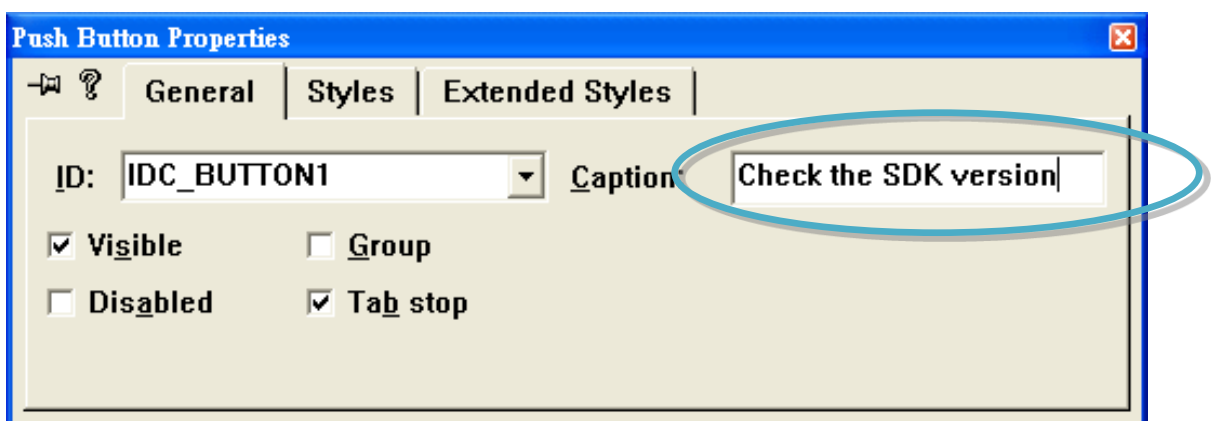 Push Button Properties
General Styles Extended Styles
ID: IDC_BUTTON1 Caption: Check the SDK version
Visible Group
Disabled Tab stop